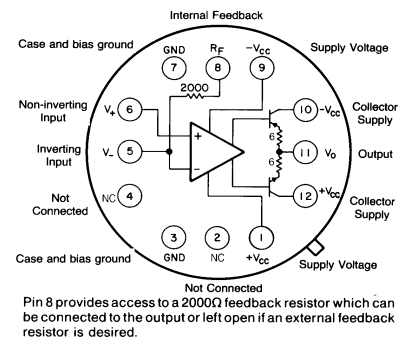 Internal Feedback
Case and bias ground
GND
7
RF
8
-Vcc
9
Supply Voltage
2000
Non-inverting
Input
V+
6
+
10
-Vcc
Collector
Supply
6
Inverting
Input
V-
5
-
11
Vo
Output
6
Not
Connected
NC
4
12
+Vcc
Collector
Supply
3
GND
2
NC
1
+Vcc
Case and bias ground
Supply Voltage
Not Connected
Pin 8 provides access to a 2000Ω feedback resistor which can
be connected to the output or left open if an external feedback
resistor is desired.